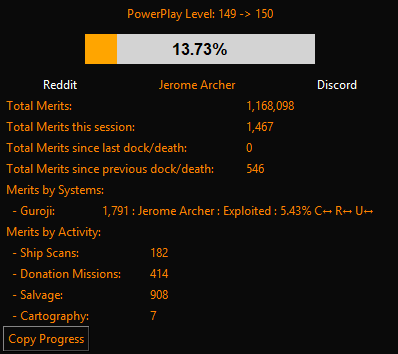 PowerPlay Level: 149 -> 150
13.73%
Reddit Jerome Archer Discord
Total Merits: 1,168,098
Total Merits this session: 1,467
Total Merits since last dock/death: 0
Total Merits since previous dock/death: 546
Merits by Systems:
- Guroji: 1,791 : Jerome Archer : Exploited : 5.43% C↔ R↔ U↔
Merits by Activity:
- Ship Scans: 182
- Donation Missions: 414
- Salvage: 908
- Cartography: 7
Copy Progress